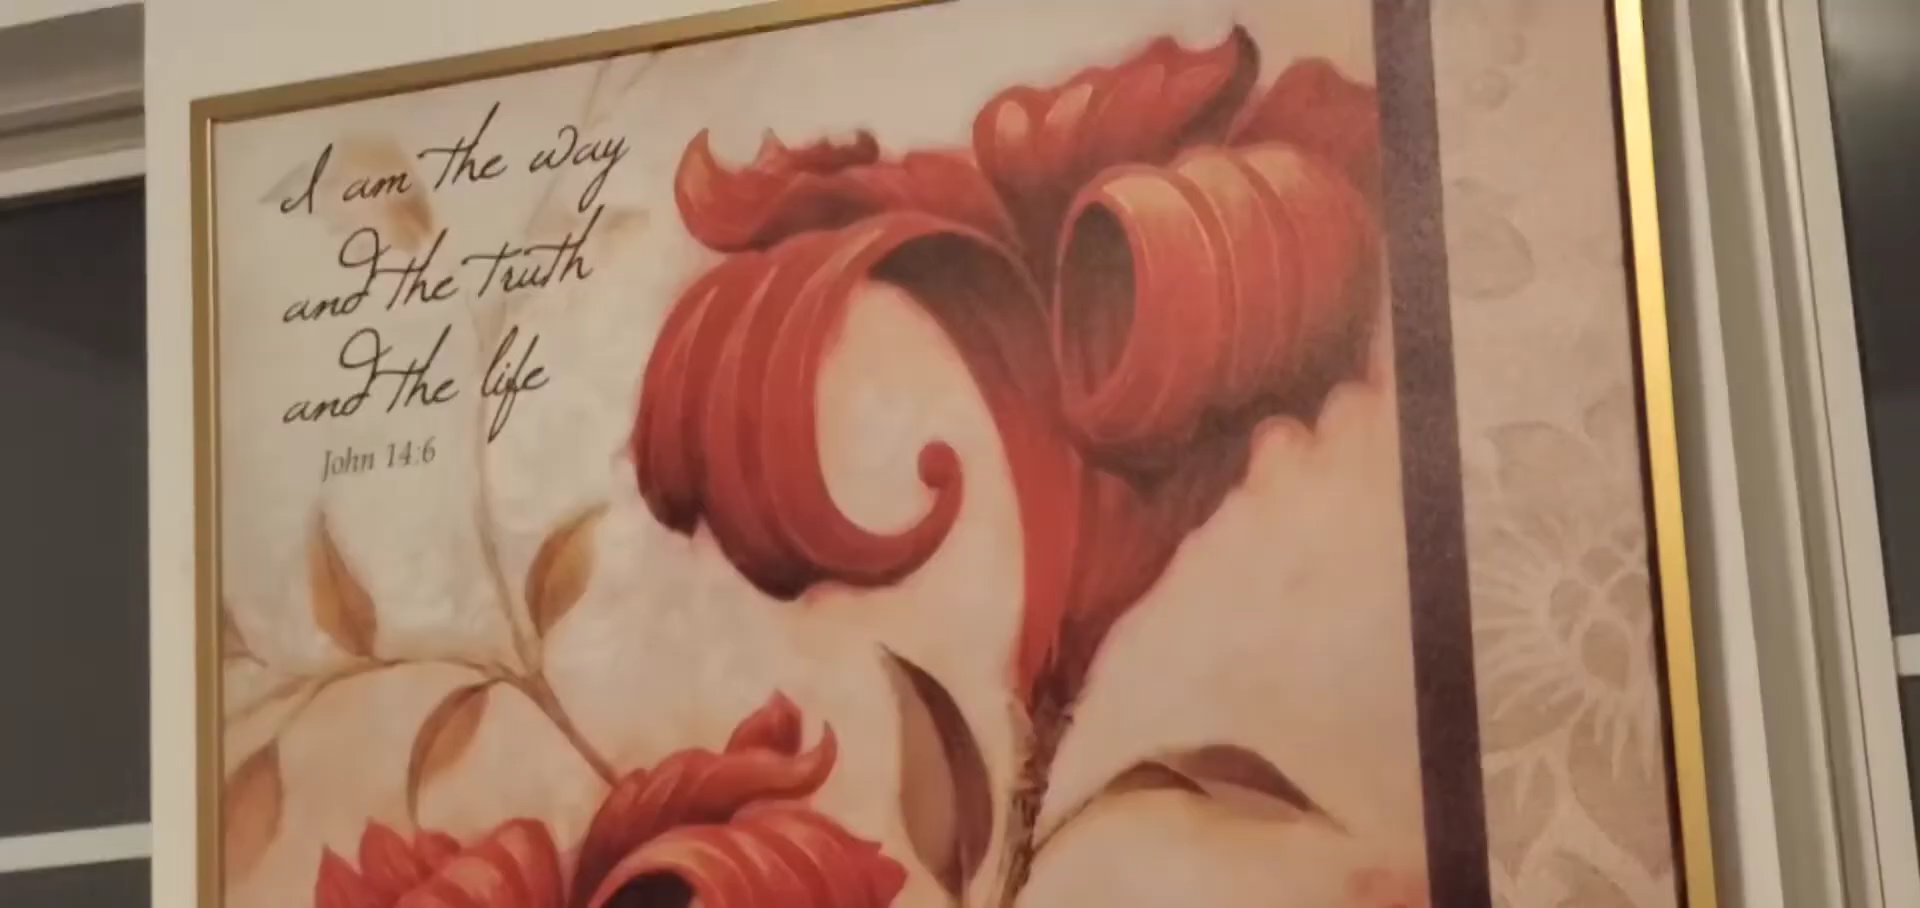 I am the way
and the truth
and the life
John 14:6